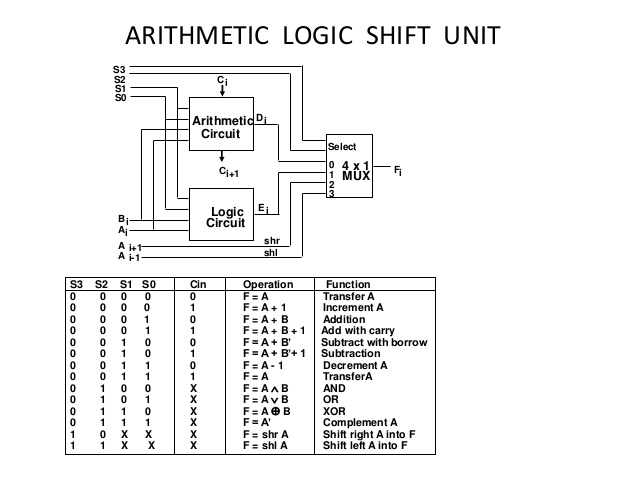 ARITHMETIC LOGIC SHIFT UNIT
S3
S2
S1
S0
Ci
Arithmetic
Circuit
Di
Ci+1
Select
0
1
2
3
4 x 1
MUX
Fi
Logic
Circuit
Ei
Bi
Ai
A i+1
shr
A i-1
shl
S3 S2 S1 S0 Cin Operation Function
0 0 0 0 0 F = A Transfer A
0 0 0 0 1 F = A + 1 Increment A
0 0 0 1 0 F = A + B Addition
0 0 0 1 1 F = A + B + 1 Add with carry
0 0 1 0 0 F = A + B' Subtract with borrow
0 0 1 0 1 F = A + B'+ 1 Subtraction
0 0 1 1 0 F = A - 1 Decrement A
0 0 1 1 1 F = A TransferA
0 1 0 0 X F = A ∧ B AND
0 1 0 1 X F = A ∨ B OR
0 1 1 0 X F = A ⊕ B XOR
0 1 1 1 X F = A' Complement A
1 0 X X X F = shr A Shift right A into F
1 1 X X X F = shl A Shift left A into F